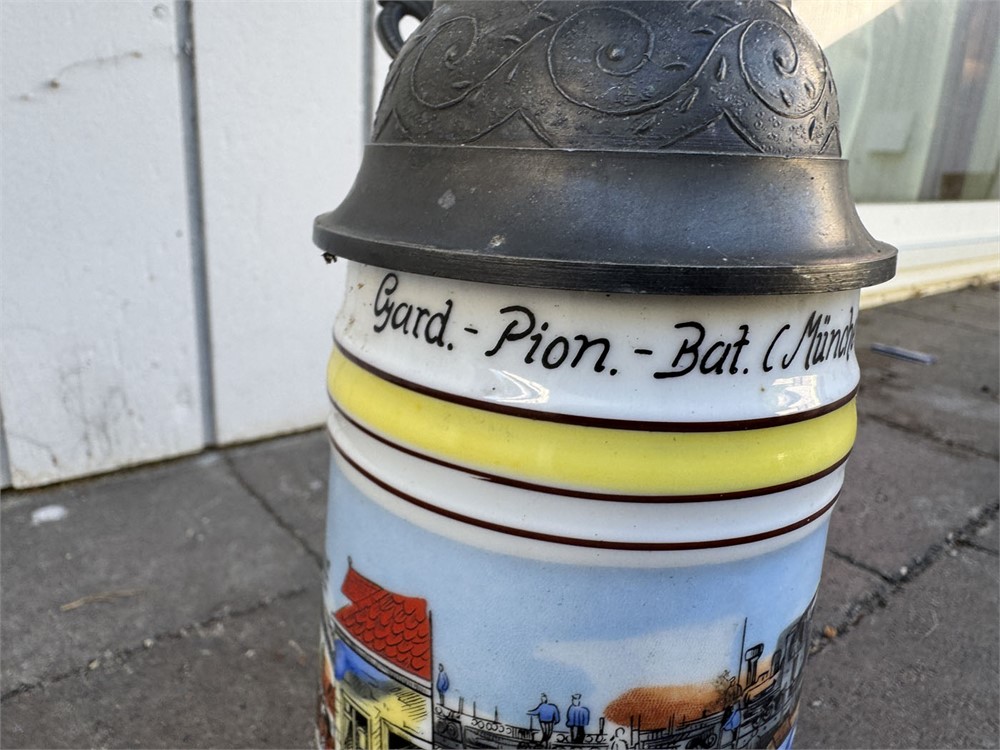 Gard. - Pion. - Bat. (Münch